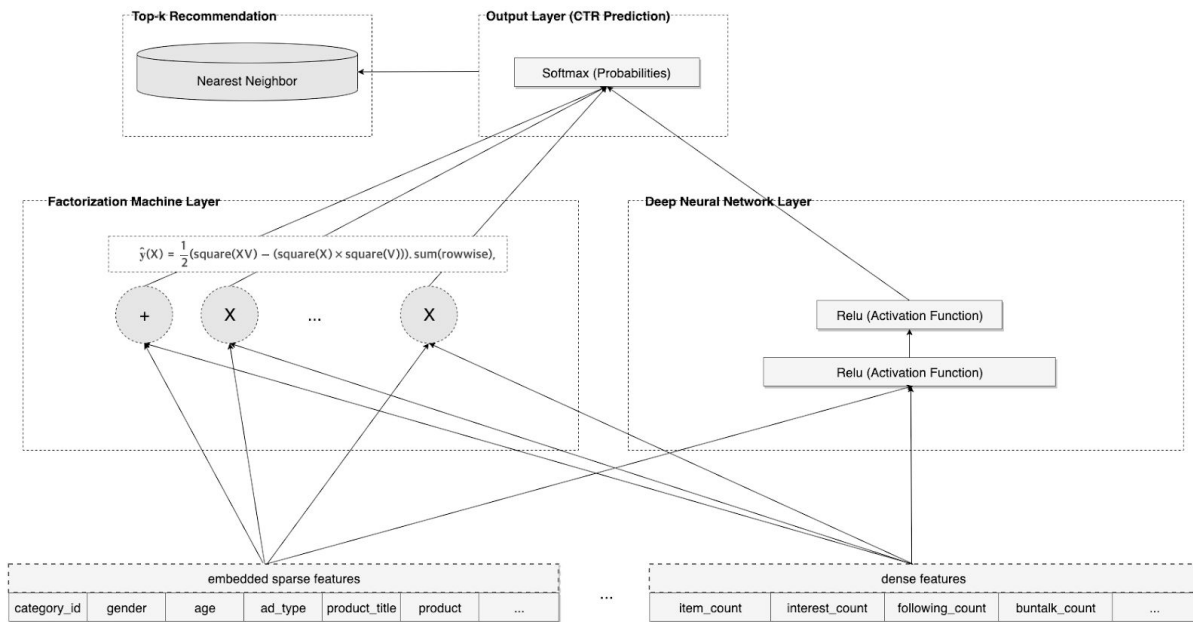 Top-k Recommendation
Output Layer (CTR Prediction)
Nearest Neighbor
Softmax (Probabilities)
Factorization Machine Layer
Deep Neural Network Layer
ŷ(X) = 1/2 (square(XV) − (square(X) × square(V))). sum(rowwise),
+
X
...
X
Relu (Activation Function)
Relu (Activation Function)
embedded sparse features
category_id gender age ad_type product_title product ...
...
dense features
item_count interest_count following_count buntalk_count ...